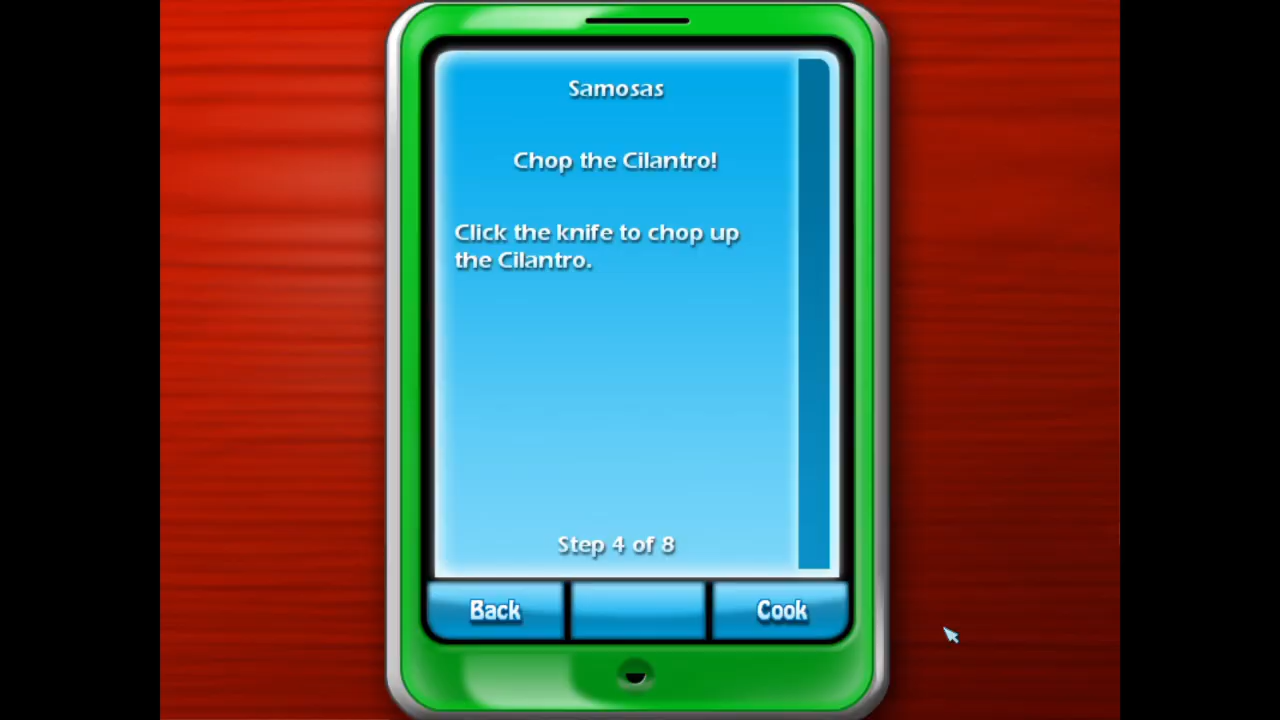 Samosas
Chop the Cilantro!
Click the knife to chop up
the Cilantro.
Step 4 of 8
Back
Cook